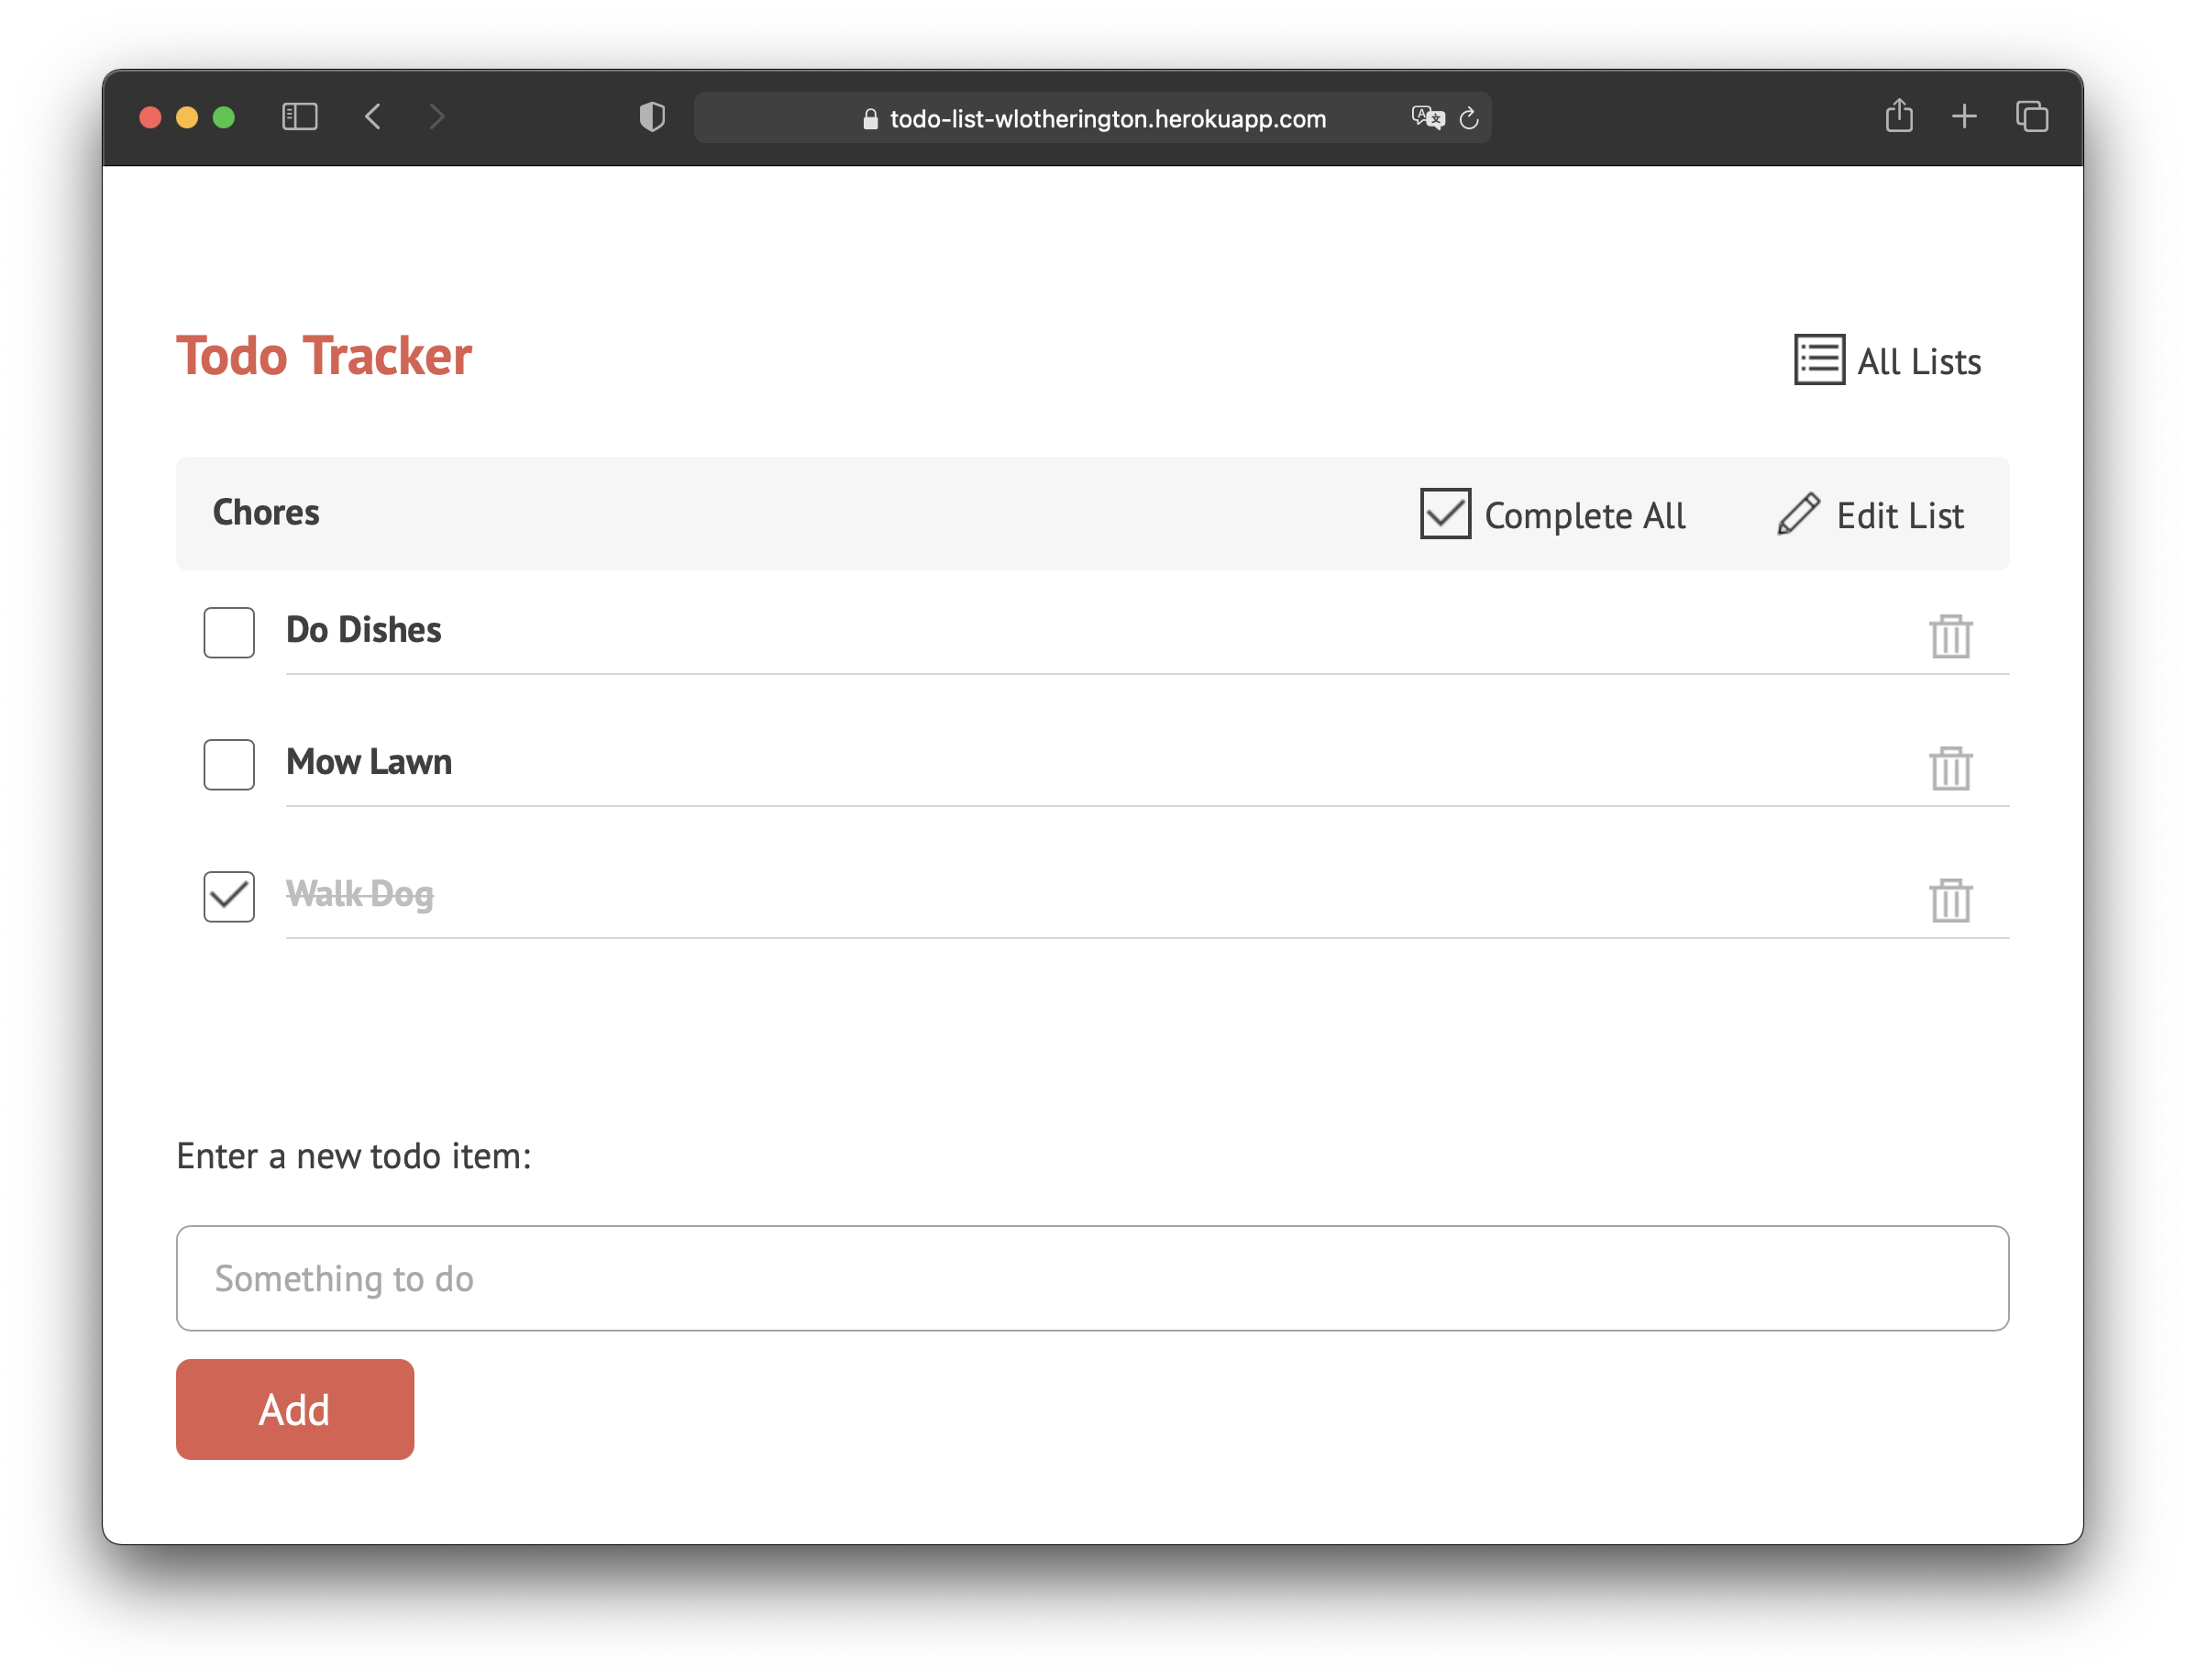 todo-list-wlotherington.herokuapp.com
Todo Tracker
All Lists
Chores
Complete All
Edit List
Do Dishes
Mow Lawn
Walk Dog
Enter a new todo item:
Something to do
Add